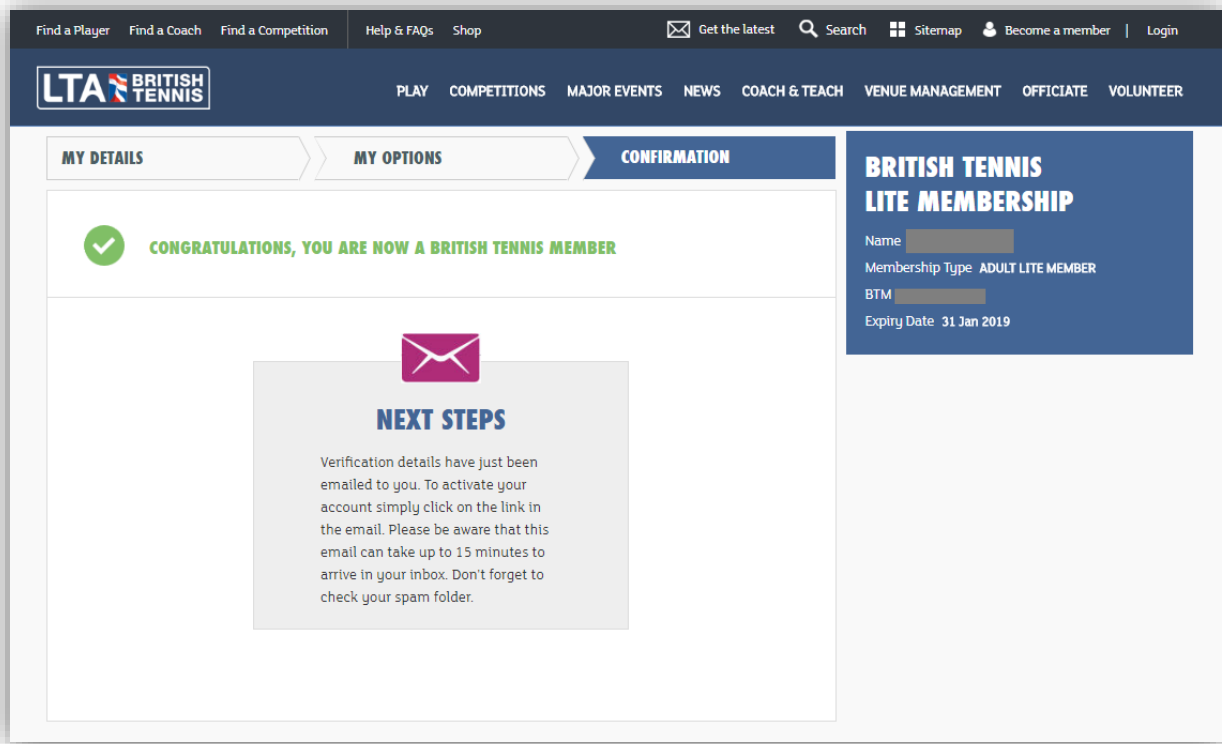 Find a Player Find a Coach Find a Competition Help & FAQs Shop Get the latest Search Sitemap Become a member | Login
LTA BRITISH TENNIS
PLAY COMPETITIONS MAJOR EVENTS NEWS COACH & TEACH VENUE MANAGEMENT OFFICIATE VOLUNTEER
MY DETAILS MY OPTIONS CONFIRMATION
CONGRATULATIONS, YOU ARE NOW A BRITISH TENNIS MEMBER
NEXT STEPS
Verification details have just been
emailed to you. To activate your
account simply click on the link in
the email. Please be aware that this
email can take up to 15 minutes to
arrive in your inbox. Don't forget to
check your spam folder.
BRITISH TENNIS
LITE MEMBERSHIP
Name
Membership Type ADULT LITE MEMBER
BTM
Expiry Date 31 Jan 2019